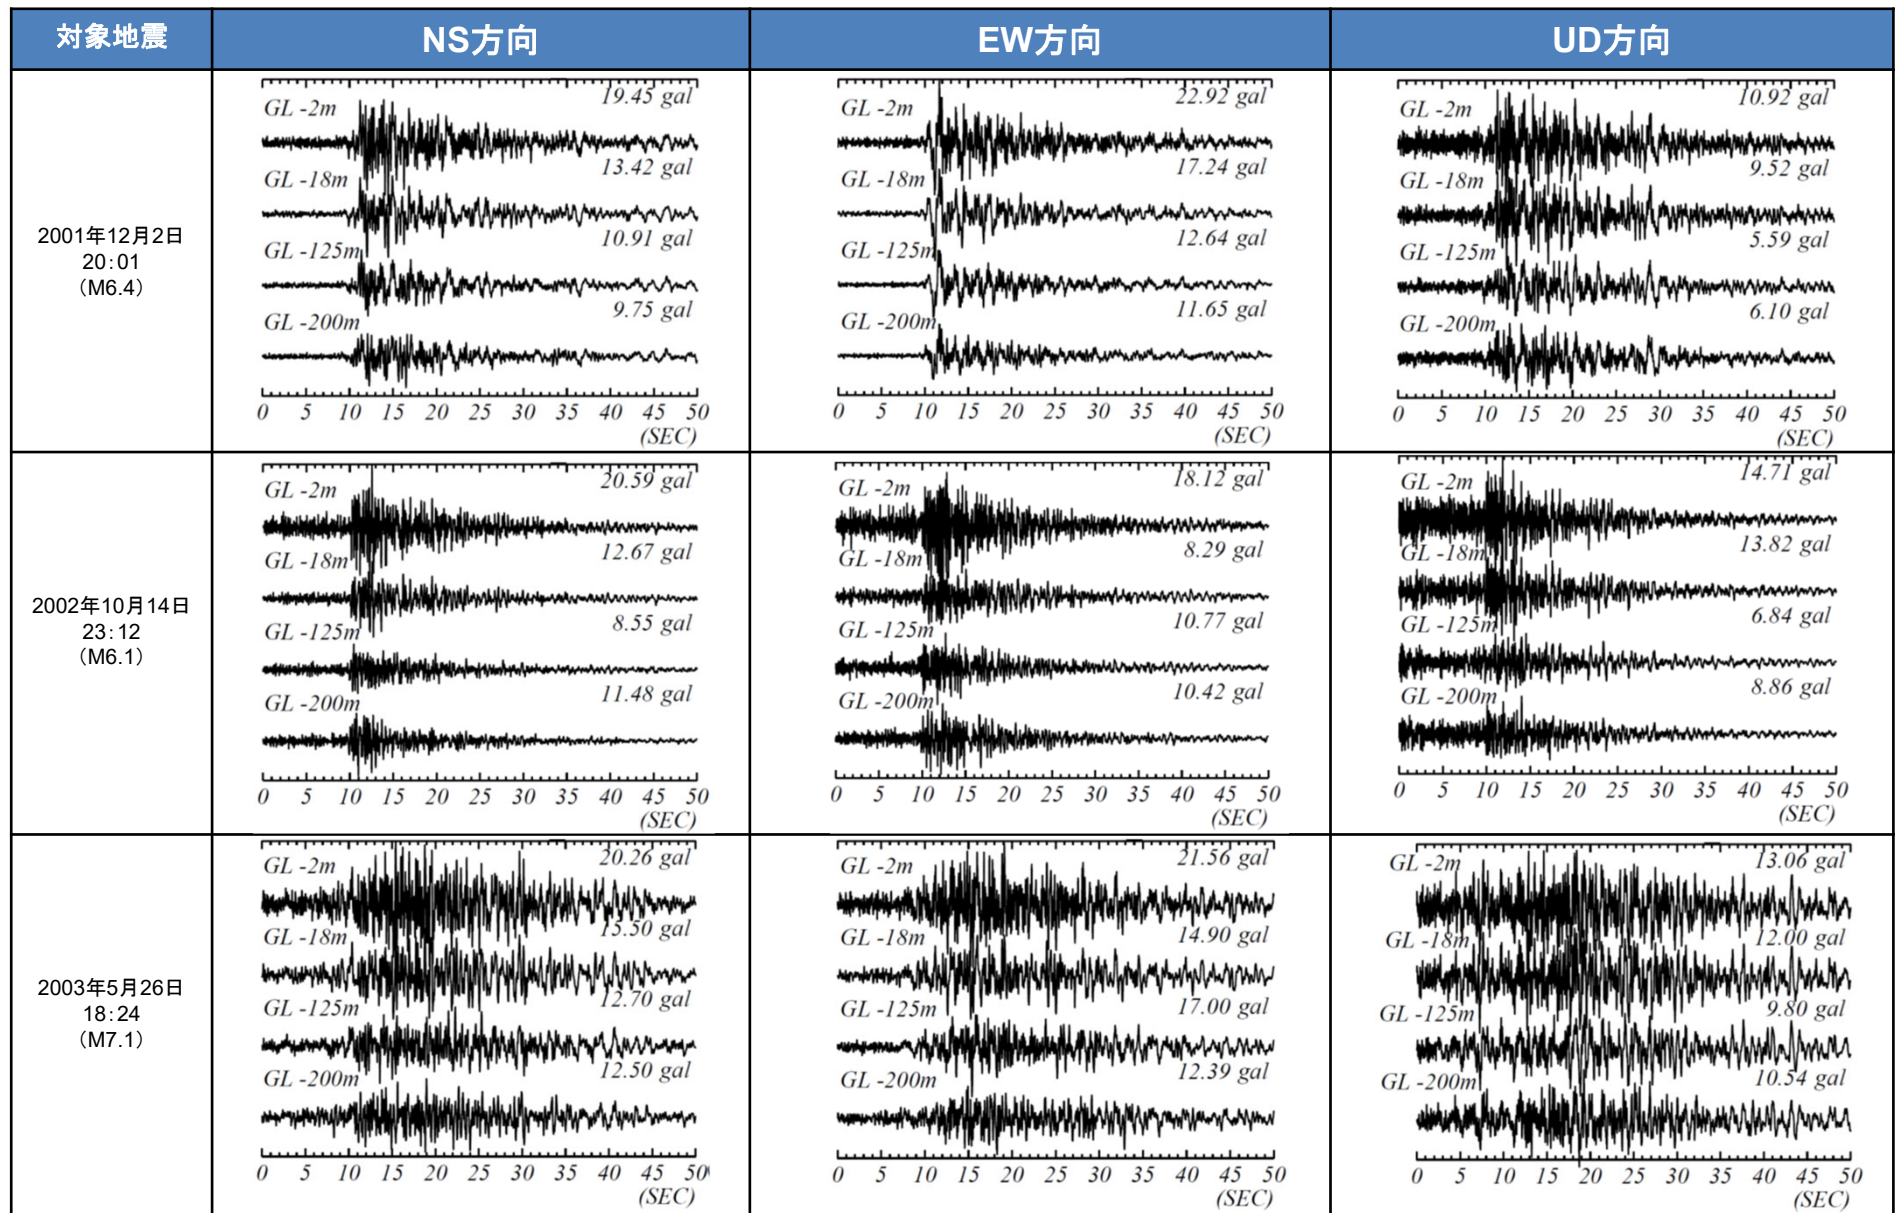 対象地震 NS方向 EW方向 UD方向
2001年12月2日
20：01
（M6.4）
GL -2m 19.45 gal
GL -18m 13.42 gal
GL -125m 10.91 gal
GL -200m 9.75 gal
0 5 10 15 20 25 30 35 40 45 50
(SEC)
GL -2m 22.92 gal
GL -18m 17.24 gal
GL -125m 12.64 gal
GL -200m 11.65 gal
0 5 10 15 20 25 30 35 40 45 50
(SEC)
GL -2m 10.92 gal
GL -18m 9.52 gal
GL -125m 5.59 gal
GL -200m 6.10 gal
0 5 10 15 20 25 30 35 40 45 50
(SEC)
2002年10月14日
23：12
（M6.1）
GL -2m 20.59 gal
GL -18m 12.67 gal
GL -125m 8.55 gal
GL -200m 11.48 gal
0 5 10 15 20 25 30 35 40 45 50
(SEC)
GL -2m 18.12 gal
GL -18m 8.29 gal
GL -125m 10.77 gal
GL -200m 10.42 gal
0 5 10 15 20 25 30 35 40 45 50
(SEC)
GL -2m 14.71 gal
GL -18m 13.82 gal
GL -125m 6.84 gal
GL -200m 8.86 gal
0 5 10 15 20 25 30 35 40 45 50
(SEC)
2003年5月26日
18：24
（M7.1）
GL -2m 20.26 gal
GL -18m 15.50 gal
GL -125m 12.70 gal
GL -200m 12.50 gal
0 5 10 15 20 25 30 35 40 45 50
(SEC)
GL -2m 21.56 gal
GL -18m 14.90 gal
GL -125m 17.00 gal
GL -200m 12.39 gal
0 5 10 15 20 25 30 35 40 45 50
(SEC)
GL -2m 13.06 gal
GL -18m 12.00 gal
GL -125m 9.80 gal
GL -200m 10.54 gal
0 5 10 15 20 25 30 35 40 45 50
(SEC)